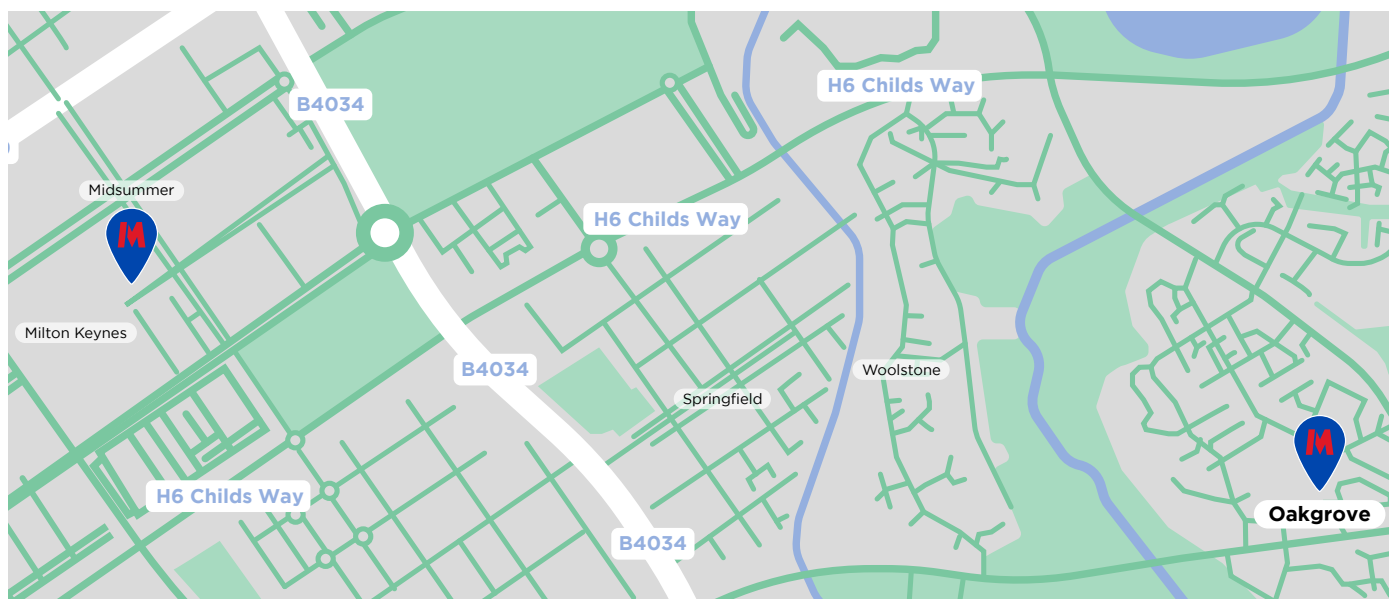 H6 Childs Way
B4034
Midsummer
M
H6 Childs Way
Milton Keynes
B4034
Woolstone
Springfield
M
H6 Childs Way
Oakgrove
B4034